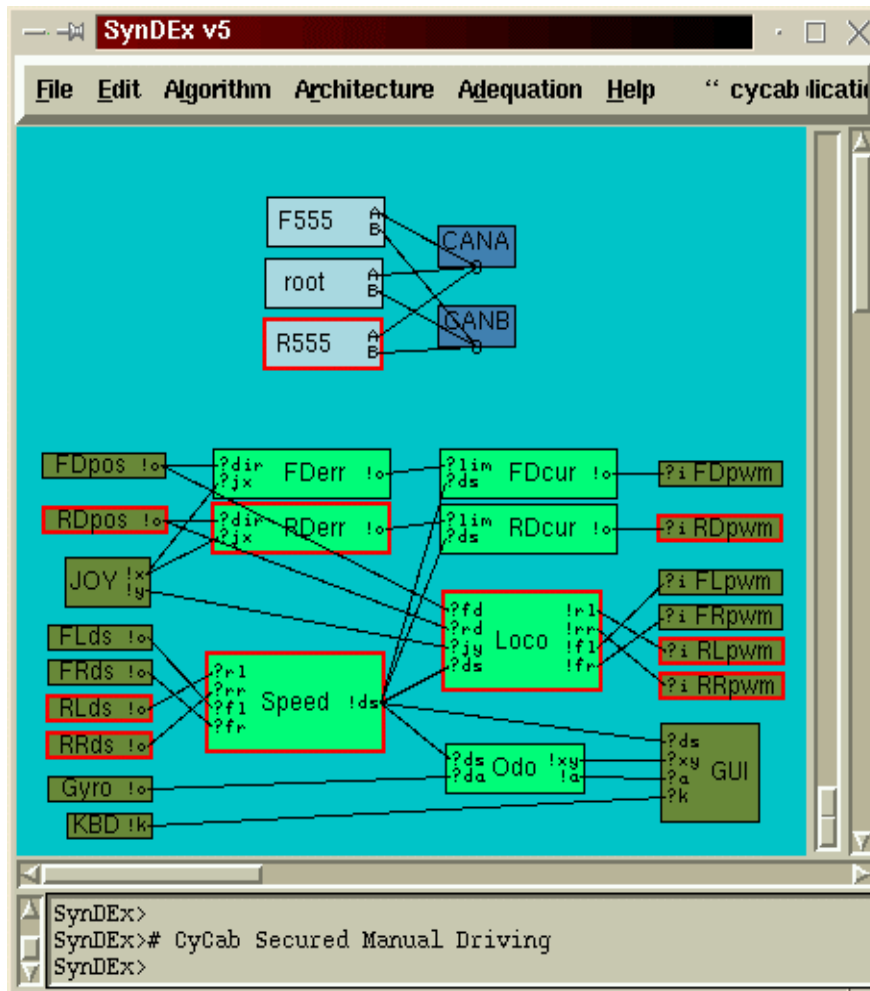 SynDEx v5
File Edit Algorithm Architecture Adequation Help “ cycab
F555 A B
CANA
root A B
CANB
R555 A B
FDpos !o
?dir ?jx FDerr !o
?lim ?ds FDcur !o
?i FDpwm
RDpos !o
?dir ?jx RDerr !o
?lim ?ds RDcur !o
?i RDpwm
JOY !x !y
?i FLpwm
?fd ?rd ?jy ?ds Loco !rl !rr !fl !fr
?i FRpwm
FLds !o
?i RLpwm
FRds !o
?rl ?rr ?fl ?fr Speed !ds
?i RRpwm
RLds !o
RRds !o
?ds ?da Odo !xy !a
?ds ?xy ?a ?k GUI
Gyro !o
KBD !k
SynDEx>
SynDEx># CyCab Secured Manual Driving
SynDEx>